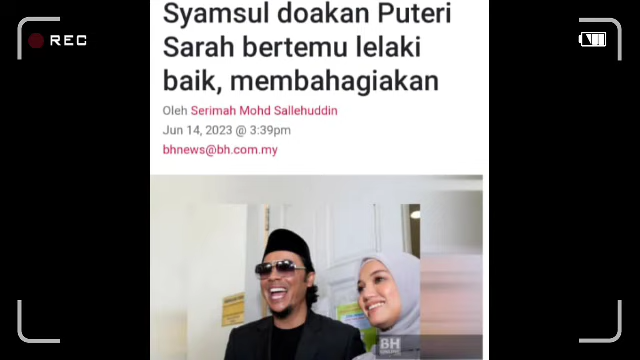 REC
Syamsul doakan Puteri
Sarah bertemu lelaki
baik, membahagiakan
Oleh Serimah Mohd Sallehuddin
Jun 14, 2023 @ 3:39pm
bhnews@bh.com.my
BH